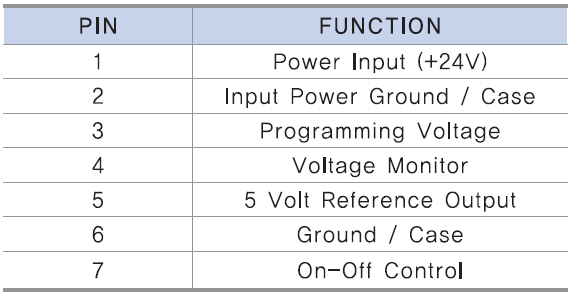 PIN FUNCTION
1 Power Input (+24V)
2 Input Power Ground / Case
3 Programming Voltage
4 Voltage Monitor
5 5 Volt Reference Output
6 Ground / Case
7 On-Off Control